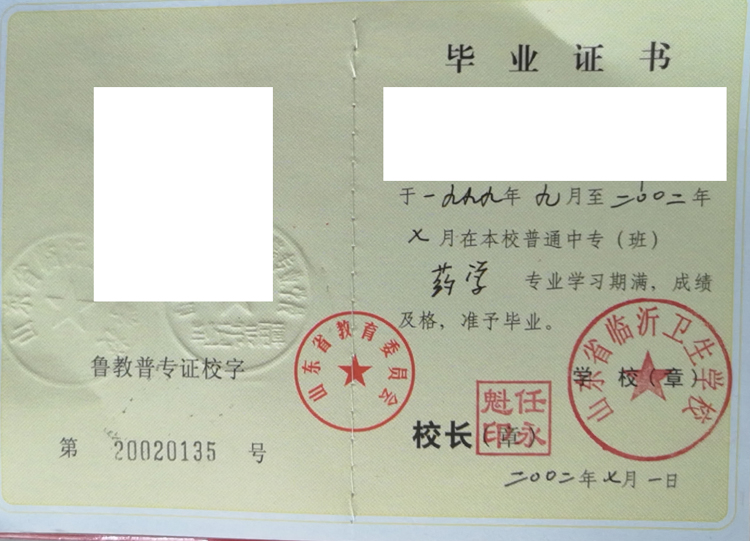 鲁教普专证校字
第 20020135 号
山东省教育委员会
毕业证书
于一九九九年 九月至二〇〇二年
七月在本校普通中专（班）
药学 专业学习期满，成绩
及格，准予毕业。
学 校（章）
山东省临沂卫生学校
校长（章）
任永魁印
二〇〇二年七月一日